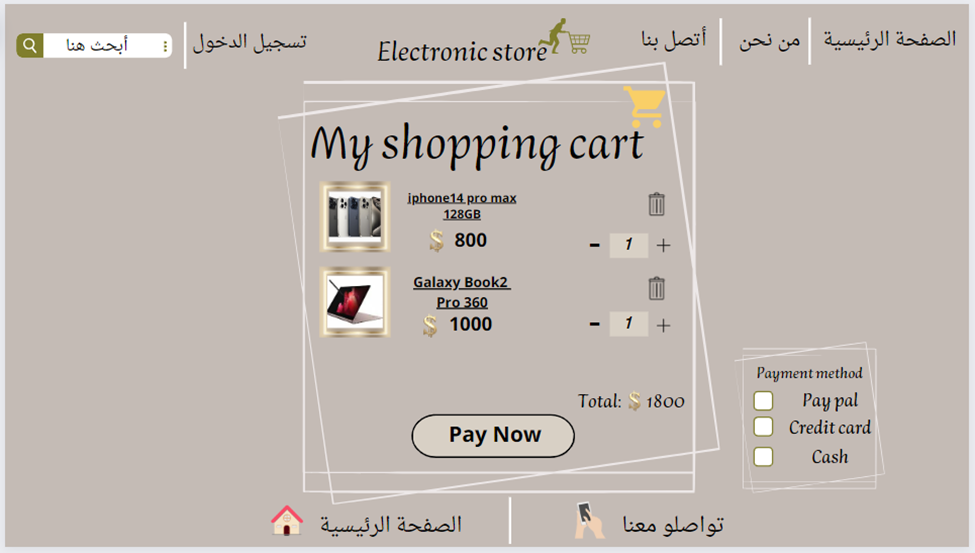 الصفحة الرئيسية
من نحن
أتصل بنا
Electronic store
تسجيل الدخول
أبحث هنا
My shopping cart
iphone14 pro max
128GB
$ 800
- 1 +
Galaxy Book2
Pro 360
$ 1000
- 1 +
Total: $ 1800
Pay Now
Payment method
Pay pal
Credit card
Cash
تواصلو معنا
الصفحة الرئيسية